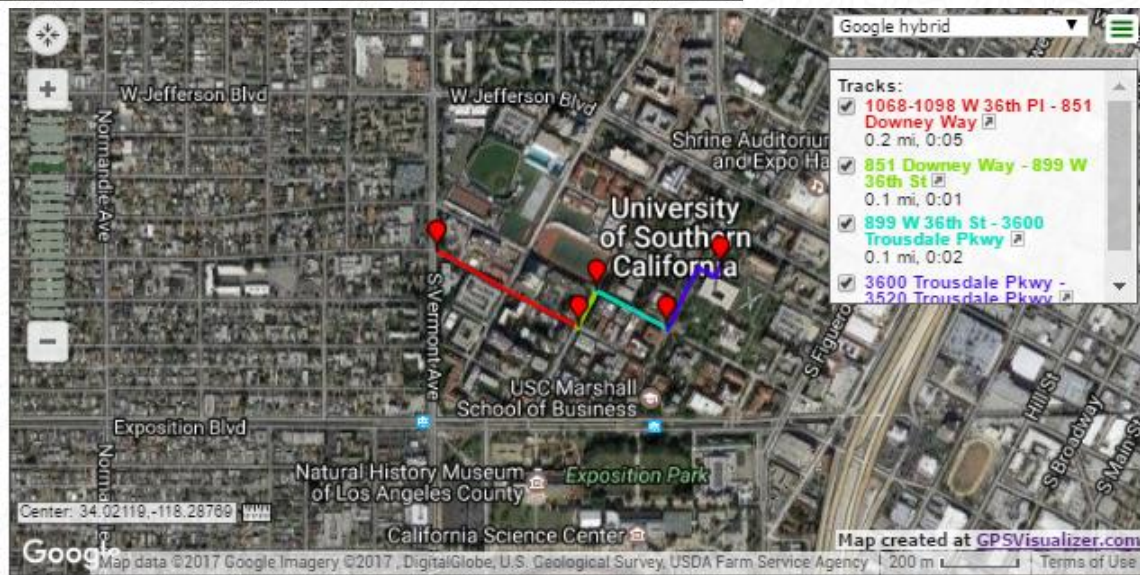 Google hybrid
Tracks:
1068-1098 W 36th Pl - 851
Downey Way
0.2 mi, 0:05
851 Downey Way - 899 W
36th St
0.1 mi, 0:01
899 W 36th St - 3600
Trousdale Pkwy
0.1 mi, 0:02
3600 Trousdale Pkwy -
3520 Trousdale Pkwy
W Jefferson Blvd
W Jefferson Blvd
Normandie Ave
Shrine Auditorium
and Expo Ha
University
of Southern
California
S Vermont Ave
S Figuero
USC Marshall
School of Business
Exposition Blvd
Hill St
S Broadway
S Main St
Norma
Natural History Museum
of Los Angeles County
Exposition Park
Center: 34.02119,-118.28769
California Science Center
Map created at GPSVisualizer.com
Google
Map data ©2017 Google Imagery ©2017 , DigitalGlobe, U.S. Geological Survey, USDA Farm Service Agency
200 m
Terms of Use